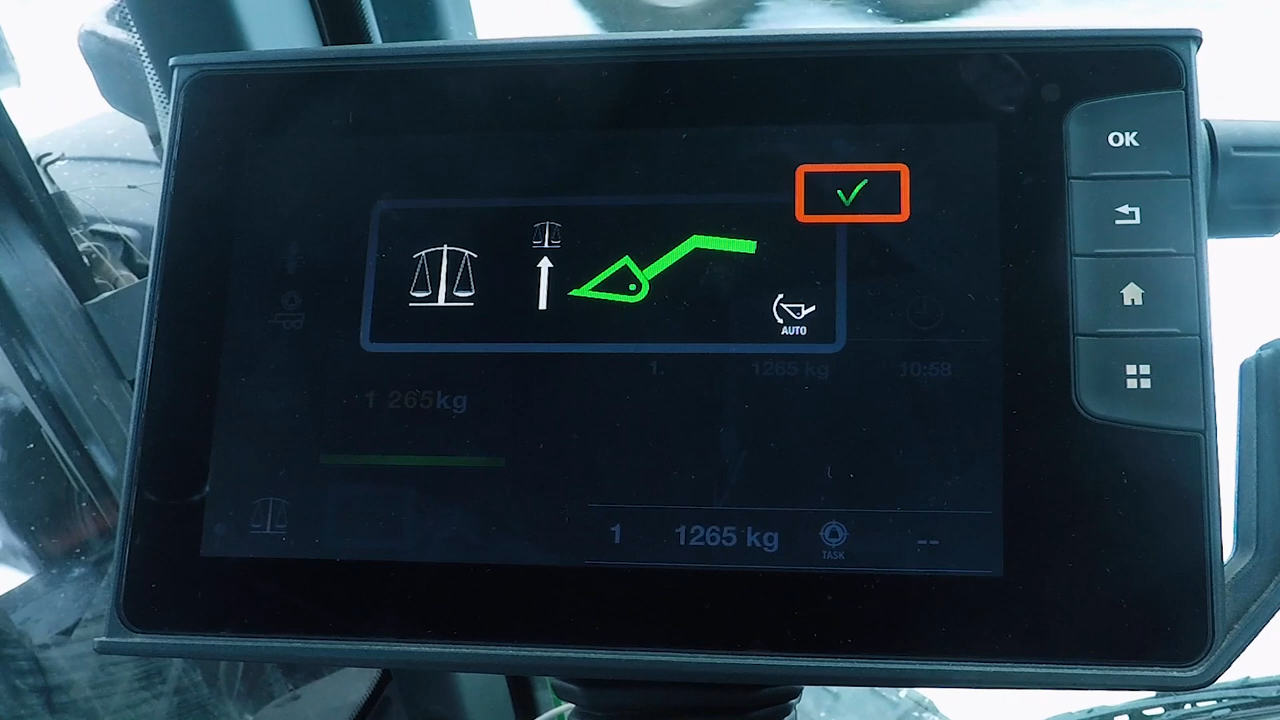 OK
AUTO
1. 1265 kg 10:58
1 265kg
1 1265 kg TASK --